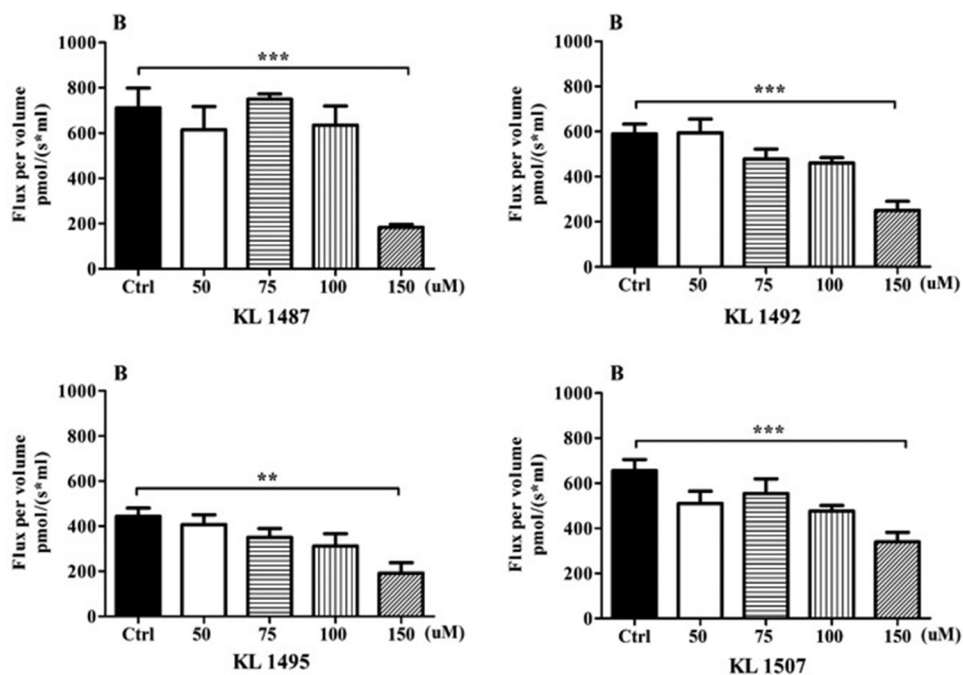 B
1000
800
600
400
200
0
Flux per volume
pmol/(s*ml)
***
Ctrl 50 75 100 150 (uM)
KL 1487
B
1000
800
600
400
200
0
Flux per volume
pmol/(s*ml)
***
Ctrl 50 75 100 150 (uM)
KL 1492
B
1000
800
600
400
200
0
Flux per volume
pmol/(s*ml)
**
Ctrl 50 75 100 150 (uM)
KL 1495
B
1000
800
600
400
200
0
Flux per volume
pmol/(s*ml)
***
Ctrl 50 75 100 150 (uM)
KL 1507